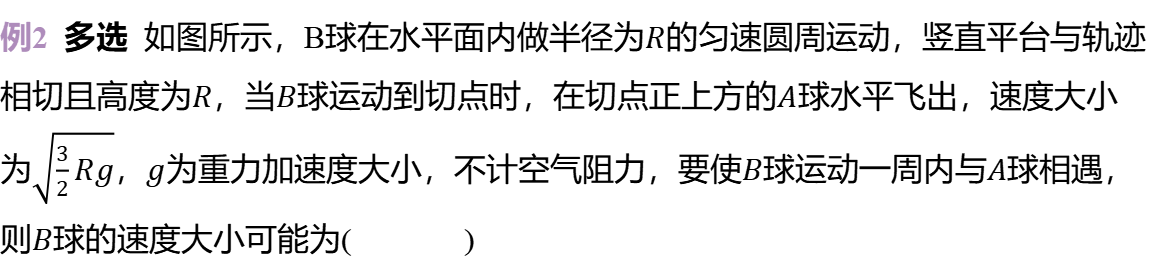 例2 多选 如图所示，B球在水平面内做半径为R的匀速圆周运动，竖直平台与轨迹
相切且高度为R，当B球运动到切点时，在切点正上方的A球水平飞出，速度大小
为√(3/2 Rg)，g为重力加速度大小，不计空气阻力，要使B球运动一周内与A球相遇，
则B球的速度大小可能为(　　　)